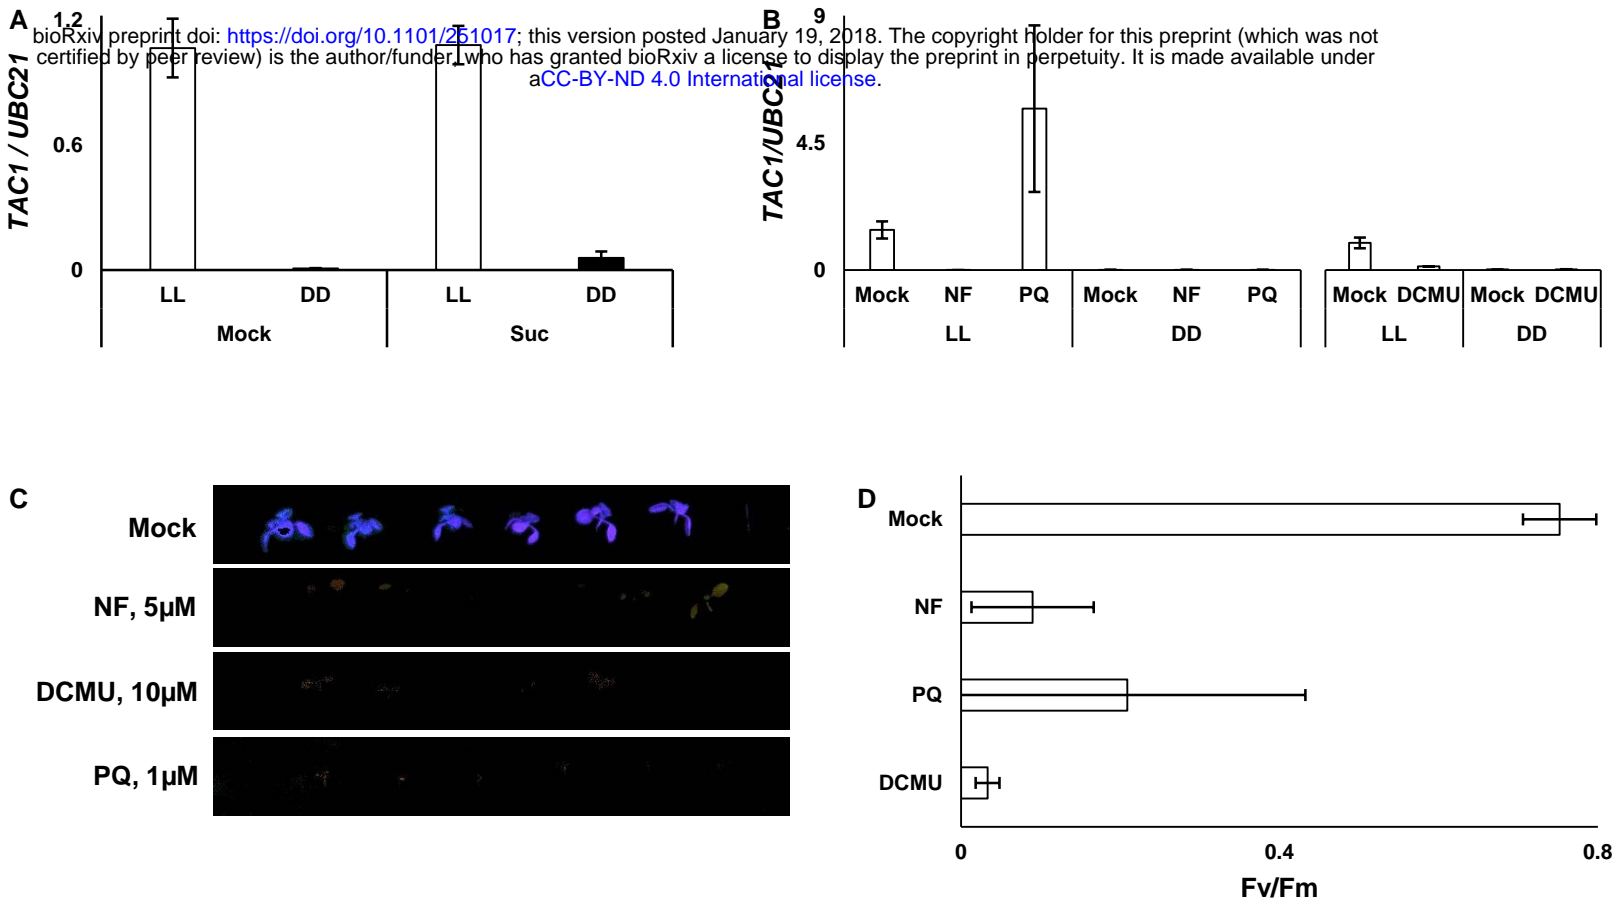 A
1.2
bioRxiv preprint doi: https://doi.org/10.1101/251017; this version posted January 19, 2018. The copyright holder for this preprint (which was not
certified by peer review) is the author/funder, who has granted bioRxiv a license to display the preprint in perpetuity. It is made available under
aCC-BY-ND 4.0 International license.
TAC1 / UBC21
0.6
0
LL DD LL DD
Mock Suc
B
9
TAC1/UBC21
4.5
0
Mock NF PQ Mock NF PQ Mock DCMU Mock DCMU
LL DD LL DD
C
Mock
NF, 5µM
DCMU, 10µM
PQ, 1µM
D
Mock
NF
PQ
DCMU
0 0.4 0.8
Fv/Fm